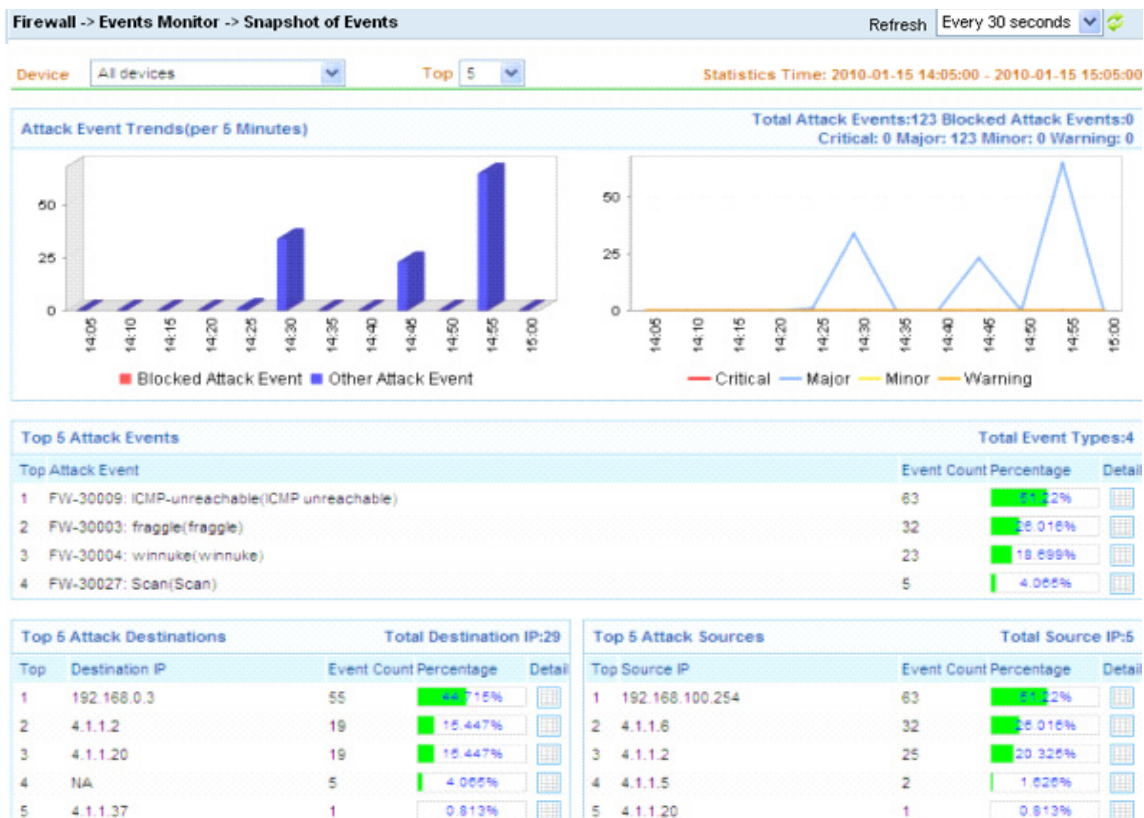 Firewall -> Events Monitor -> Snapshot of Events
Refresh Every 30 seconds
Device All devices Top 5 Statistics Time: 2010-01-15 14:05:00 - 2010-01-15 15:05:00
Attack Event Trends(per 5 Minutes)
Total Attack Events:123 Blocked Attack Events:0
Critical: 0 Major: 123 Minor: 0 Warning: 0
50
25
0
14:05 14:10 14:15 14:20 14:25 14:30 14:35 14:40 14:45 14:50 14:55 15:00
Blocked Attack Event Other Attack Event
50
25
0
14:05 14:10 14:15 14:20 14:25 14:30 14:35 14:40 14:45 14:50 14:55 15:00
Critical Major Minor Warning
Top 5 Attack Events Total Event Types:4
Top Attack Event Event Count Percentage Detail
1 FW-30009: ICMP-unreachable(ICMP unreachable) 63 51.22%
2 FW-30003: fraggle(fraggle) 32 26.016%
3 FW-30004: winnuke(winnuke) 23 18.699%
4 FW-30027: Scan(Scan) 5 4.065%
Top 5 Attack Destinations Total Destination IP:29
Top Destination IP Event Count Percentage Detail
1 192.168.0.3 55 44.715%
2 4.1.1.2 19 15.447%
3 4.1.1.20 19 15.447%
4 NA 5 4.065%
5 4.1.1.37 1 0.813%
Top 5 Attack Sources Total Source IP:5
Top Source IP Event Count Percentage Detail
1 192.168.100.254 63 51.22%
2 4.1.1.6 32 26.016%
3 4.1.1.2 25 20.325%
4 4.1.1.5 2 1.626%
5 4.1.1.20 1 0.813%